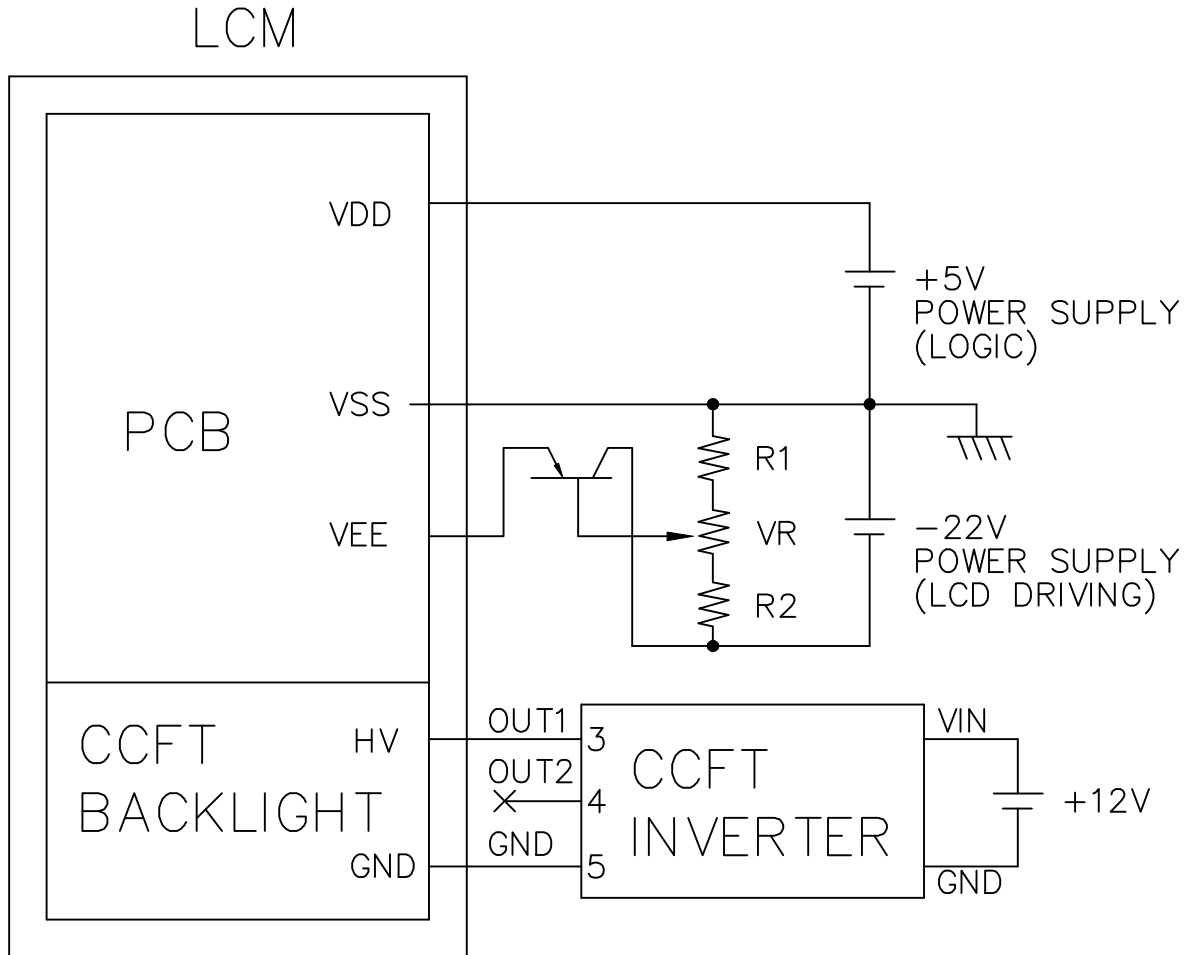 LCM
VDD
+5V
POWER SUPPLY
(LOGIC)
VSS
PCB
R1
VEE
VR
-22V
POWER SUPPLY
(LCD DRIVING)
R2
CCFT
BACKLIGHT
HV
GND
OUT1
OUT2
GND
3
4
5
CCFT
INVERTER
VIN
GND
+12V